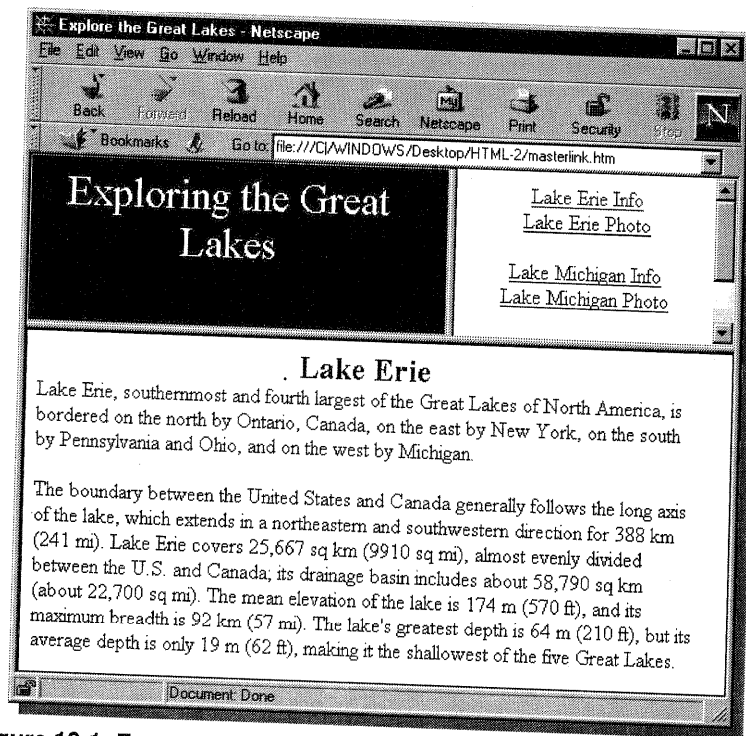 Explore the Great Lakes - Netscape
File Edit View Go Window Help
Back Forward Reload Home Search Netscape Print Security Stop N
My
Bookmarks Go to: file:///C|/WINDOWS/Desktop/HTML-2/masterlink.htm
Exploring the Great
Lakes
Lake Erie Info
Lake Erie Photo
Lake Michigan Info
Lake Michigan Photo
Lake Erie
Lake Erie, southernmost and fourth largest of the Great Lakes of North America, is
bordered on the north by Ontario, Canada, on the east by New York, on the south
by Pennsylvania and Ohio, and on the west by Michigan.
The boundary between the United States and Canada generally follows the long axis
of the lake, which extends in a northeastern and southwestern direction for 388 km
(241 mi). Lake Erie covers 25,667 sq km (9910 sq mi), almost evenly divided
between the U.S. and Canada; its drainage basin includes about 58,790 sq km
(about 22,700 sq mi). The mean elevation of the lake is 174 m (570 ft), and its
maximum breadth is 92 km (57 mi). The lake's greatest depth is 64 m (210 ft), but its
average depth is only 19 m (62 ft), making it the shallowest of the five Great Lakes.
Document: Done